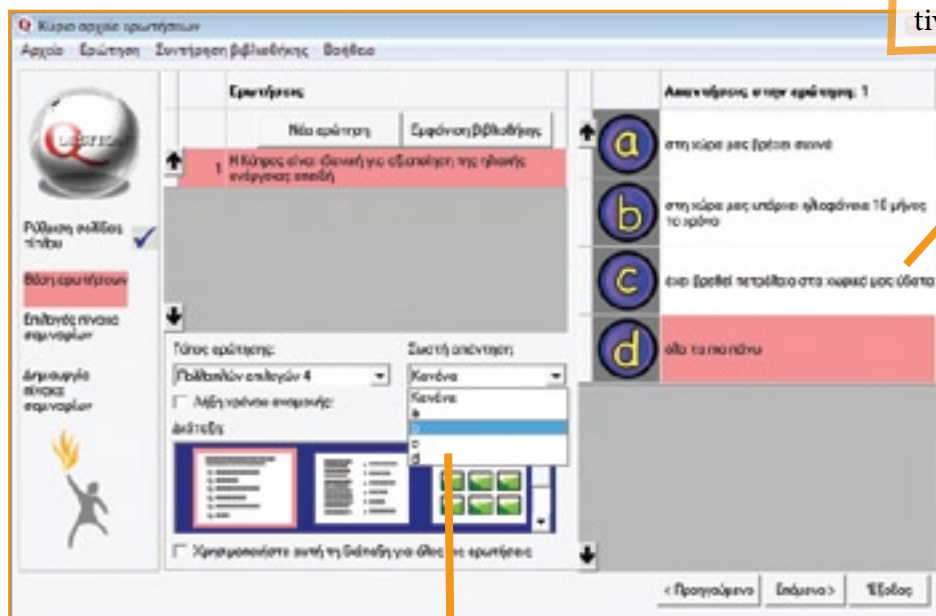 Κύριο αρχείο ερωτήσεων
Αρχείο Ερώτηση Συντήρηση βιβλιοθήκης Βοήθεια
QUESTION
Ρύθμιση σελίδας τίτλου
Βάση ερωτήσεων
Επιλογές πίνακα σεμιναρίων
Δημιουργία πίνακα σεμιναρίων
Ερωτήσεις
Νέα ερώτηση Εμφάνιση βιβλιοθήκης
1 Η Κύπρος είναι ιδανική για αξιοποίηση της ηλιακής
ενέργειας επειδή
Τύπος ερώτησης: Σωστή απάντηση:
Πολλαπλών επιλογών 4 Κανένα
Λήξη χρόνου αναμονής: Κανένα
a
b
c
d
Διάταξη:
Χρησιμοποιήστε αυτή τη διάταξη για όλες τις ερωτήσεις
Απαντήσεις στην ερώτηση: 1
a στη χώρα μας βρέχει συχνά
b στη χώρα μας υπάρχει ηλιοφάνεια 10 μήνες
το χρόνο
c έχει βρεθεί πετρέλαιο στα χωρικά μας ύδατα
d όλα τα πιο πάνω
< Προηγούμενο Επόμενο > Έξοδος